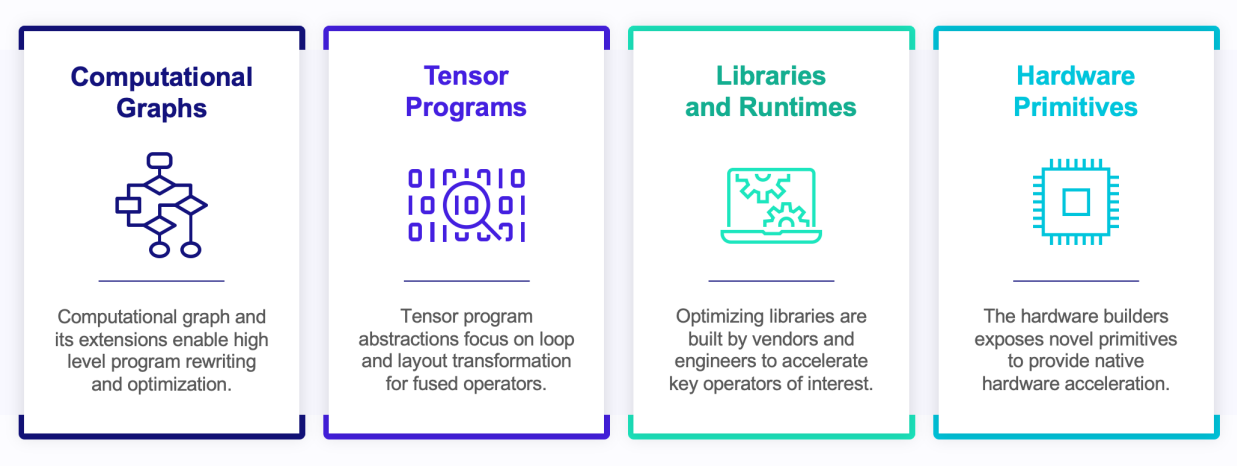 Computational
Graphs
Computational graph and
its extensions enable high
level program rewriting
and optimization.
Tensor
Programs
Tensor program
abstractions focus on loop
and layout transformation
for fused operators.
Libraries
and Runtimes
Optimizing libraries are
built by vendors and
engineers to accelerate
key operators of interest.
Hardware
Primitives
The hardware builders
exposes novel primitives
to provide native
hardware acceleration.